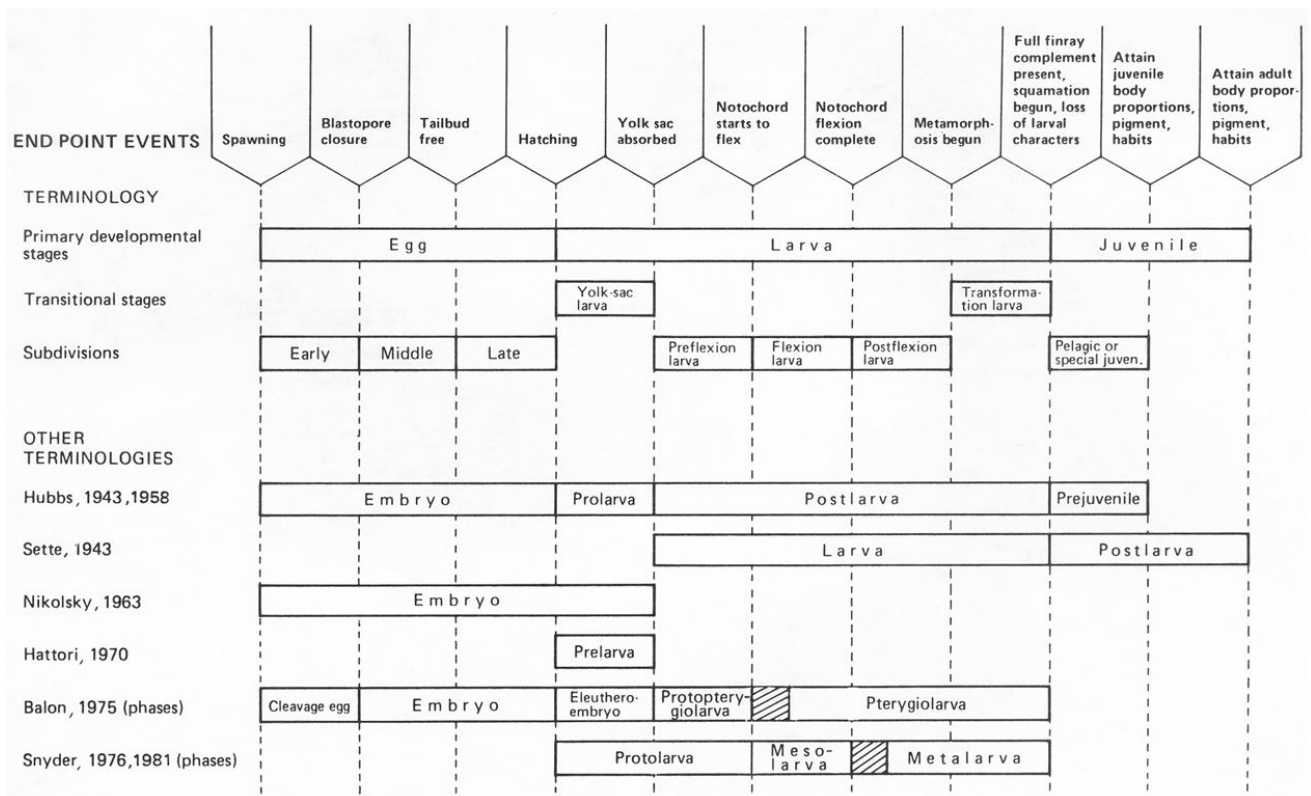 END POINT EVENTS
Spawning
Blastopore
closure
Tailbud
free
Hatching
Yolk sac
absorbed
Notochord
starts to
flex
Notochord
flexion
complete
Metamorph-
osis begun
Full finray
complement
present,
squamation
begun, loss
of larval
characters
Attain
juvenile
body
proportions,
pigment,
habits
Attain adult
body propor-
tions,
pigment,
habits
TERMINOLOGY
Primary developmental
stages
Egg
Larva
Juvenile
Transitional stages
Yolk-sac
larva
Transforma-
tion larva
Subdivisions
Early
Middle
Late
Preflexion
larva
Flexion
larva
Postflexion
larva
Pelagic or
special juven.
OTHER
TERMINOLOGIES
Hubbs, 1943,1958
Embryo
Prolarva
Postlarva
Prejuvenile
Sette, 1943
Larva
Postlarva
Nikolsky, 1963
Embryo
Hattori, 1970
Prelarva
Balon, 1975 (phases)
Cleavage egg
Embryo
Eleuthero-
embryo
Protoptery-
giolarva
Pterygiolarva
Snyder, 1976,1981 (phases)
Protolarva
Meso-
larva
Metalarva